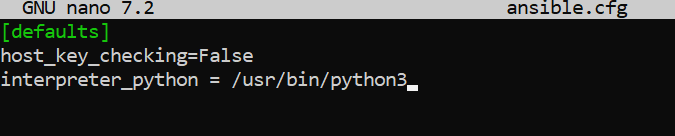 GNU nano 7.2 ansible.cfg
[defaults]
host_key_checking=False
interpreter_python = /usr/bin/python3